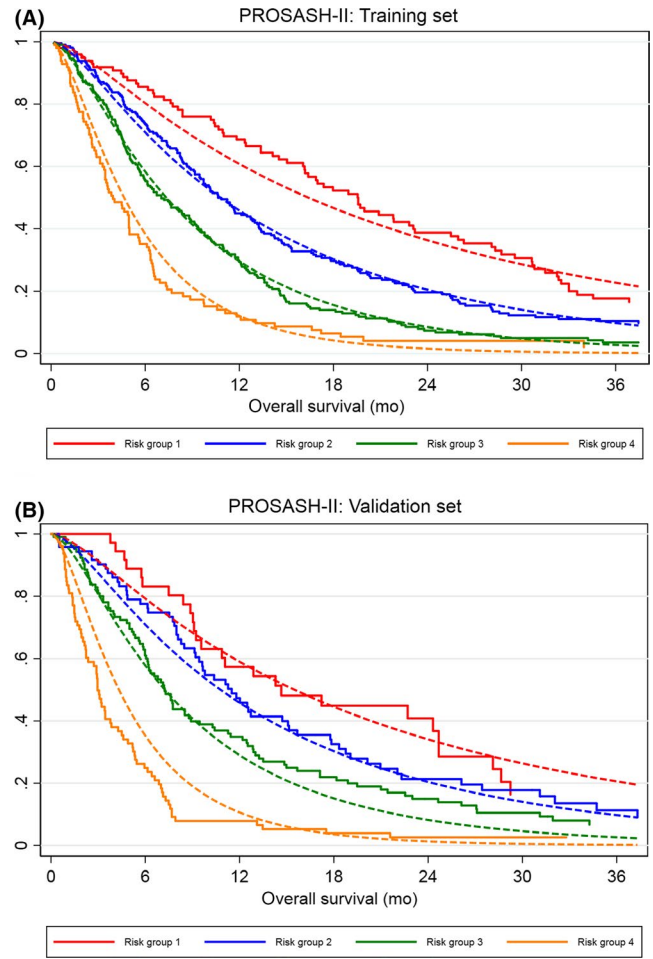 (A)
PROSASH-II: Training set
1
.8
.6
.4
.2
0
0 6 12 18 24 30 36
Overall survival (mo)
Risk group 1 Risk group 2 Risk group 3 Risk group 4
(B)
PROSASH-II: Validation set
1
.8
.6
.4
.2
0
0 6 12 18 24 30 36
Overall survival (mo)
Risk group 1 Risk group 2 Risk group 3 Risk group 4